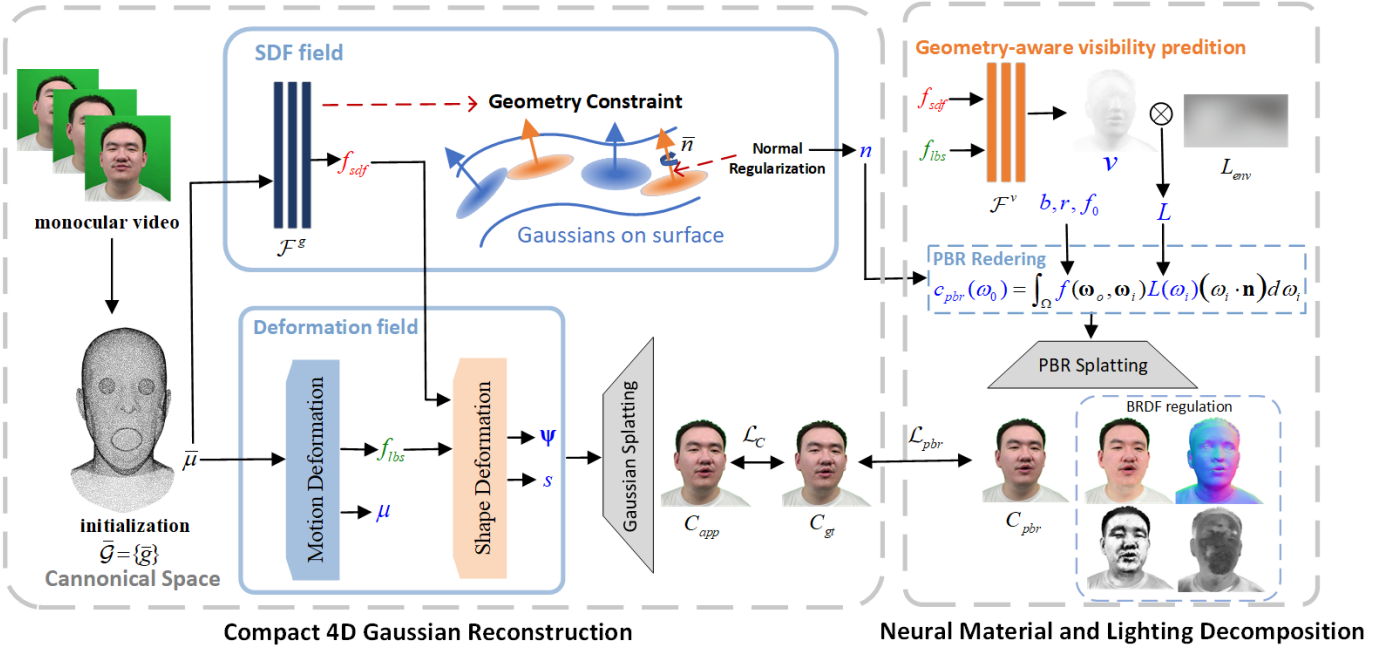 SDF field
Geometry Constraint
f_sdf
n̄
Normal
Regularization
n
F^g
Gaussians on surface
monocular video
Deformation field
Motion Deformation
f_lbs
μ
Shape Deformation
Ψ
s
Gaussian Splatting
μ̄
initialization
𝒢̄={ḡ}
Cannonical Space
C_app
ℒ_C
C_gt
ℒ_pbr
C_pbr
Compact 4D Gaussian Reconstruction
Geometry-aware visibility predition
f_sdf
f_lbs
F^v
v
⊗
L_env
b, r, f_0
L
PBR Redering
c_pbr(ω_0) = ∫_Ω f(ω_o, ω_i)L(ω_i)(ω_i · n)dω_i
PBR Splatting
BRDF regulation
Neural Material and Lighting Decomposition